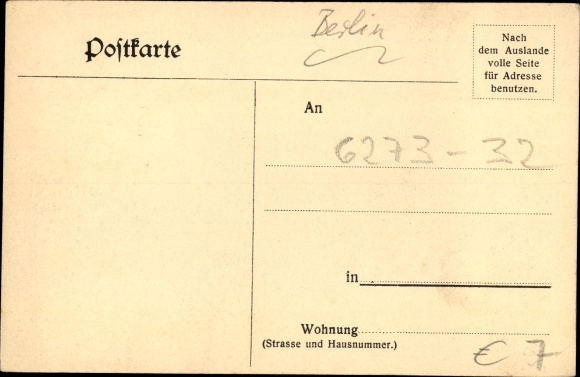 Berlin
Postkarte
Nach
dem Auslande
volle Seite
für Adresse
benutzen.
An
6273-32
in
Wohnung
(Strasse und Hausnummer.)
€ 7